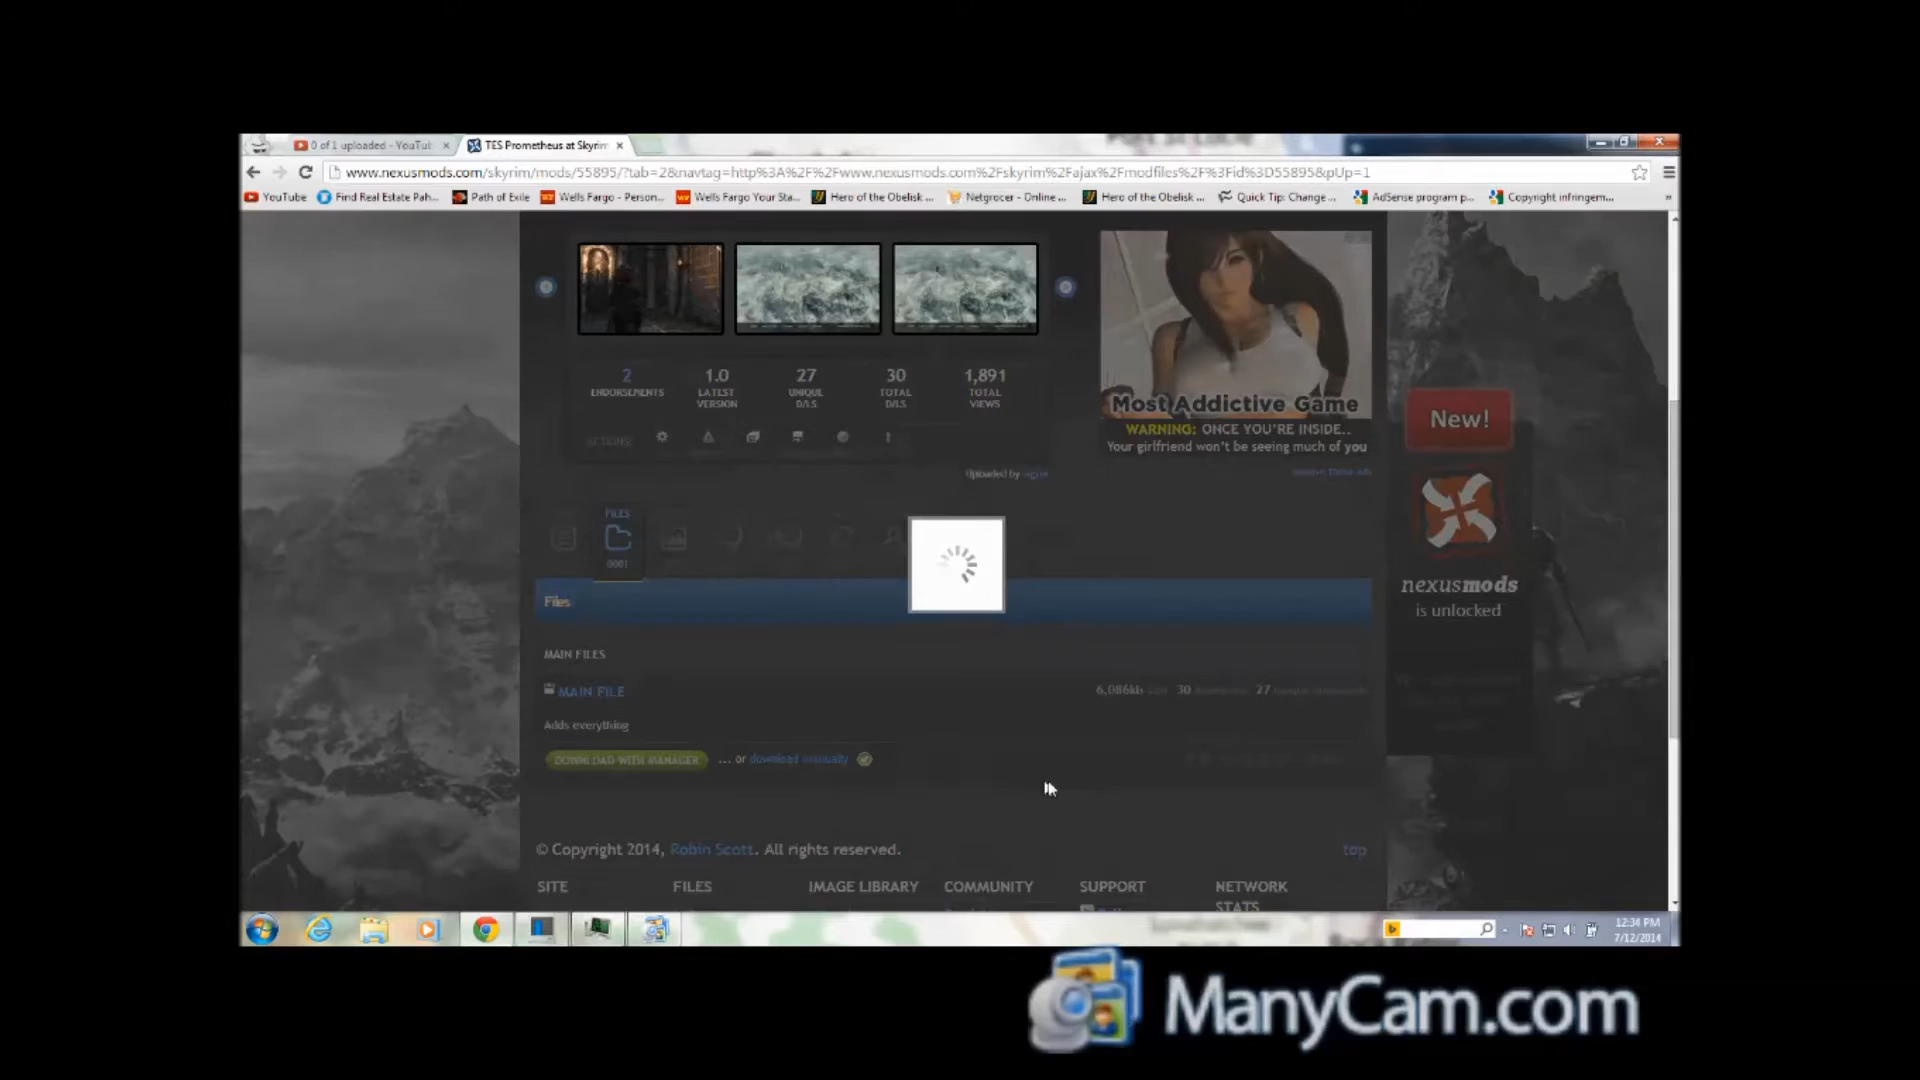 0 of 1 uploaded - YouTub
TES Prometheus at Skyrim
www.nexusmods.com/skyrim/mods/55895/?tab=2&navtag=http%3A%2F%2Fwww.nexusmods.com%2Fskyrim%2Fajax%2Fmodfiles%2F%3Fid%3D55895&pUp=1
YouTube
Find Real Estate Pah...
Path of Exile
Wells Fargo - Person...
Wells Fargo Your Sta...
Hero of the Obelisk ...
Netgrocer - Online ...
Hero of the Obelisk ...
Quick Tip: Change ...
AdSense program p...
Copyright infringem...
2
ENDORSEMENTS
1.0
LATEST
VERSION
27
UNIQUE
D/LS
30
TOTAL
D/LS
1,891
TOTAL
VIEWS
ACTIONS
Uploaded by
Most Addictive Game
WARNING: ONCE YOU'RE INSIDE..
Your girlfriend won't be seeing much of you
New!
nexusmods
is unlocked
FILES
0001
Files
MAIN FILES
MAIN FILE
6,086kb
30
27
Adds everything
DOWNLOAD WITH MANAGER
... or download manually
© Copyright 2014, Robin Scott. All rights reserved.
top
SITE
FILES
IMAGE LIBRARY
COMMUNITY
SUPPORT
NETWORK
STATS
12:34 PM
7/12/2014
ManyCam.com